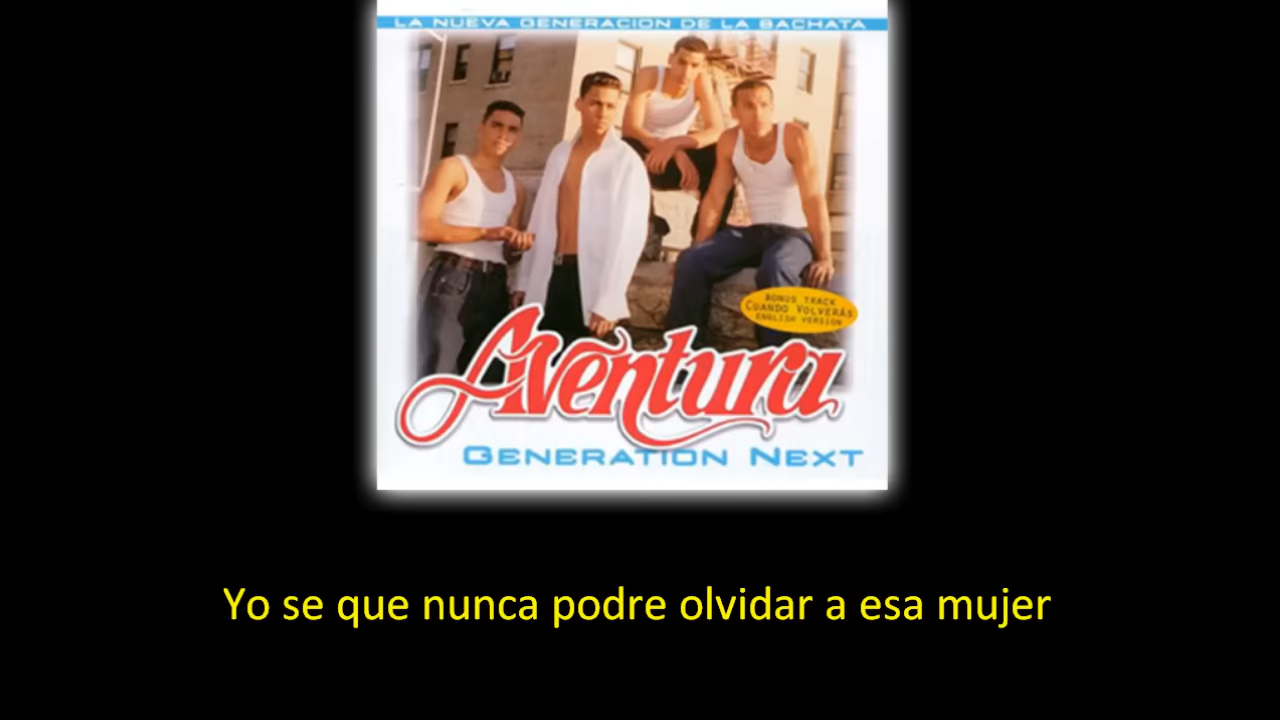 LA NUEVA GENERACION DE LA BACHATA
BONUS TRACK
CUANDO VOLVERÁS
ENGLISH VERSION
Aventura
GENERATION NEXT
Yo se que nunca podre olvidar a esa mujer